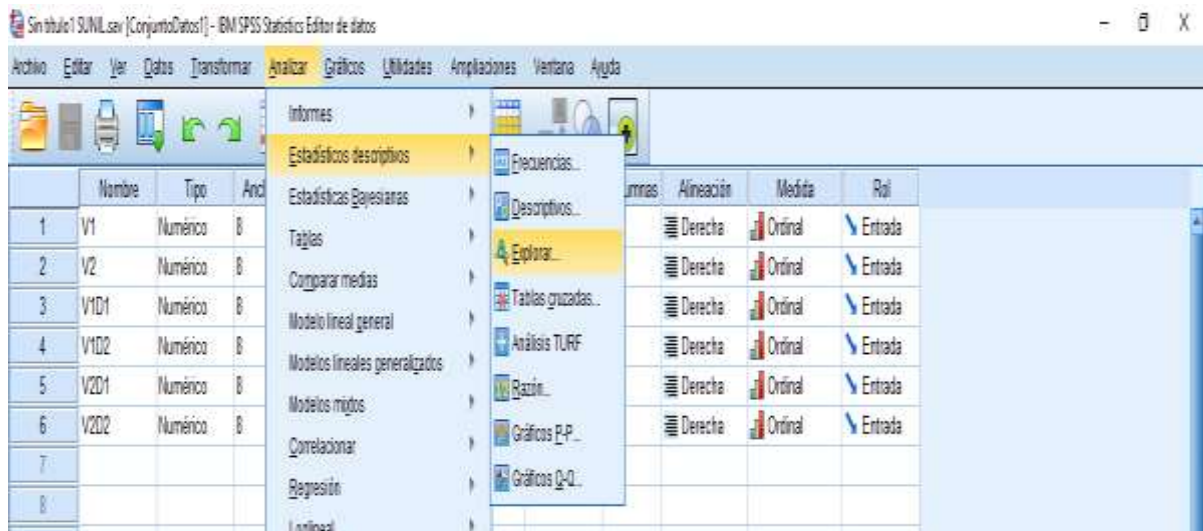 Sin título1 SUNIL.sav [ConjuntoDatos1] - IBM SPSS Statistics Editor de datos
Archivo Editar Ver Datos Transformar Analizar Gráficos Utilidades Ampliaciones Ventana Ayuda
Informes
Estadísticos descriptivos
Estadísticas Bayesianas
Tablas
Comparar medias
Modelo lineal general
Modelos lineales generalizados
Modelos mixtos
Correlacionar
Regresión
Loglineal
Frecuencias...
Descriptivos...
Explorar...
Tablas cruzadas...
Análisis TURF
Razón...
Gráficos P-P...
Gráficos Q-Q...
Nombre Tipo Anch umnas Alineación Medida Rol
1 V1 Numérico 8 Derecha Ordinal Entrada
2 V2 Numérico 8 Derecha Ordinal Entrada
3 V1D1 Numérico 8 Derecha Ordinal Entrada
4 V1D2 Numérico 8 Derecha Ordinal Entrada
5 V2D1 Numérico 8 Derecha Ordinal Entrada
6 V2D2 Numérico 8 Derecha Ordinal Entrada
7
8